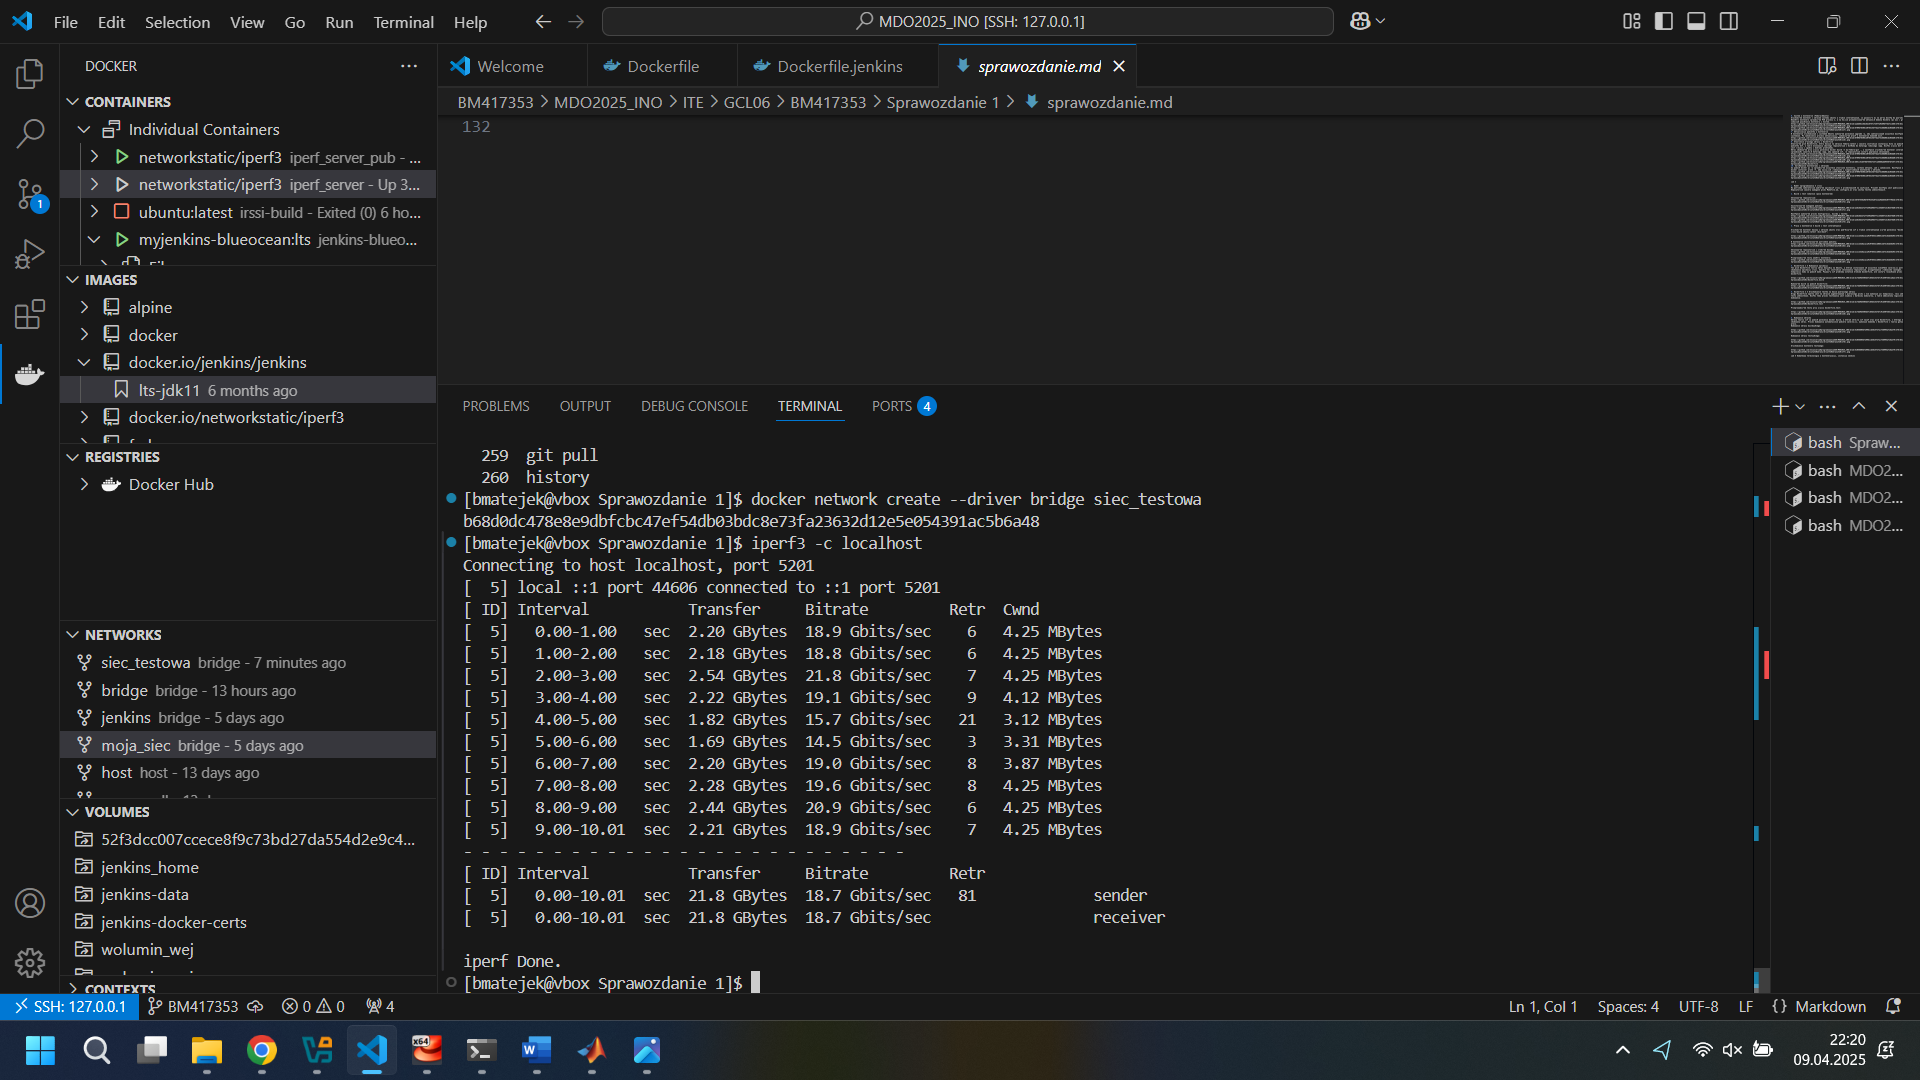 File Edit Selection View Go Run Terminal Help
MDO2025_INO [SSH: 127.0.0.1]
DOCKER
CONTAINERS
Individual Containers
networkstatic/iperf3 iperf_server_pub - ...
networkstatic/iperf3 iperf_server - Up 3...
ubuntu:latest irssi-build - Exited (0) 6 ho...
myjenkins-blueocean:lts jenkins-blueo...
IMAGES
alpine
docker
docker.io/jenkins/jenkins
lts-jdk11 6 months ago
docker.io/networkstatic/iperf3
REGISTRIES
Docker Hub
NETWORKS
siec_testowa bridge - 7 minutes ago
bridge bridge - 13 hours ago
jenkins bridge - 5 days ago
moja_siec bridge - 5 days ago
host host - 13 days ago
VOLUMES
52f3dcc007ccece8f9c73bd27da554d2e9c4...
jenkins_home
jenkins-data
jenkins-docker-certs
wolumin_wej
CONTEXTS
Welcome
Dockerfile
Dockerfile.jenkins
sprawozdanie.md
BM417353 > MDO2025_INO > ITE > GCL06 > BM417353 > Sprawozdanie 1 > sprawozdanie.md
132
PROBLEMS OUTPUT DEBUG CONSOLE TERMINAL PORTS 4
259 git pull
260 history
[bmatejek@vbox Sprawozdanie 1]$ docker network create --driver bridge siec_testowa
b68d0dc478e8e9dbfcbc47ef54db03bdc8e73fa23632d12e5e054391ac5b6a48
[bmatejek@vbox Sprawozdanie 1]$ iperf3 -c localhost
Connecting to host localhost, port 5201
[  5] local ::1 port 44606 connected to ::1 port 5201
[ ID] Interval           Transfer     Bitrate         Retr  Cwnd
[  5]   0.00-1.00   sec  2.20 GBytes  18.9 Gbits/sec    6   4.25 MBytes
[  5]   1.00-2.00   sec  2.18 GBytes  18.8 Gbits/sec    6   4.25 MBytes
[  5]   2.00-3.00   sec  2.54 GBytes  21.8 Gbits/sec    7   4.25 MBytes
[  5]   3.00-4.00   sec  2.22 GBytes  19.1 Gbits/sec    9   4.12 MBytes
[  5]   4.00-5.00   sec  1.82 GBytes  15.7 Gbits/sec   21   3.12 MBytes
[  5]   5.00-6.00   sec  1.69 GBytes  14.5 Gbits/sec    3   3.31 MBytes
[  5]   6.00-7.00   sec  2.20 GBytes  19.0 Gbits/sec    8   3.87 MBytes
[  5]   7.00-8.00   sec  2.28 GBytes  19.6 Gbits/sec    8   4.25 MBytes
[  5]   8.00-9.00   sec  2.44 GBytes  20.9 Gbits/sec    6   4.25 MBytes
[  5]   9.00-10.01  sec  2.21 GBytes  18.9 Gbits/sec    7   4.25 MBytes
- - - - - - - - - - - - - - - - - - - - - - - - -
[ ID] Interval           Transfer     Bitrate         Retr
[  5]   0.00-10.01  sec  21.8 GBytes  18.7 Gbits/sec   81             sender
[  5]   0.00-10.01  sec  21.8 GBytes  18.7 Gbits/sec                  receiver
iperf Done.
[bmatejek@vbox Sprawozdanie 1]$
bash Spraw...
bash MDO2...
bash MDO2...
bash MDO2...
1
SSH: 127.0.0.1 BM417353 0 0 4
Ln 1, Col 1 Spaces: 4 UTF-8 LF {} Markdown
x64
22:20
09.04.2025